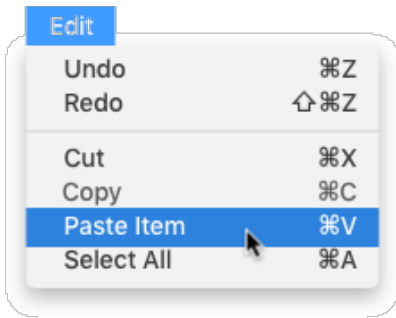 Edit
Undo ⌘Z
Redo ⇧⌘Z
Cut ⌘X
Copy ⌘C
Paste Item ⌘V
Select All ⌘A